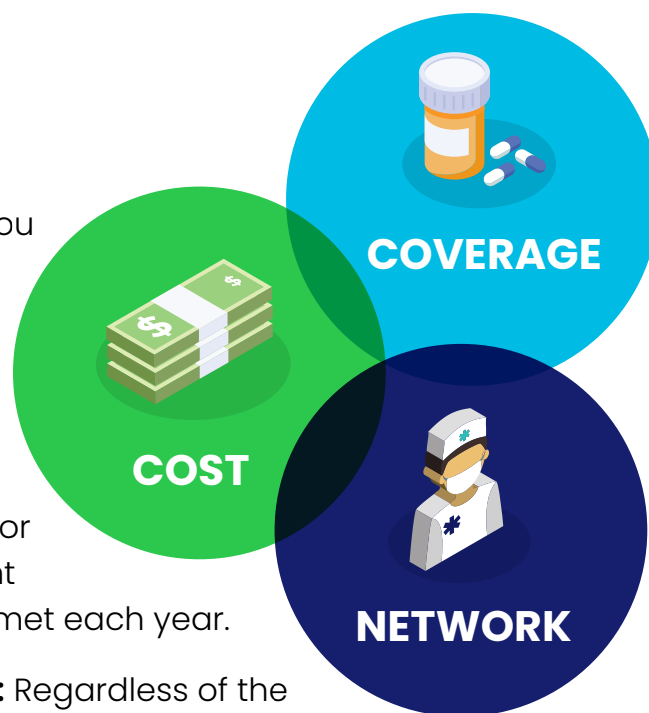 COVERAGE
ou
COST
or
nt
met each year.
NETWORK
: Regardless of the